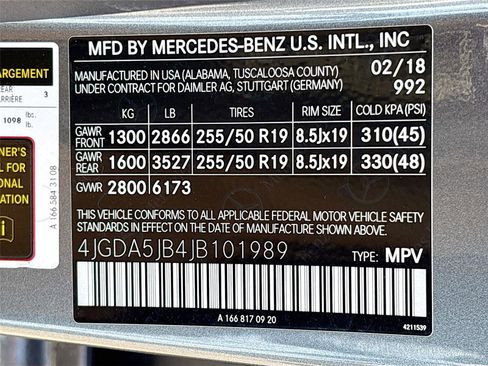 MFD BY MERCEDES-BENZ U.S. INTL., INC
MANUFACTURED IN USA (ALABAMA, TUSCALOOSA COUNTY)
UNDER CONTRACT FOR DAIMLER AG, STUTTGART (GERMANY)
02/18
992
KG LB TIRES RIM SIZE COLD KPA (PSI)
GAWR FRONT 1300 2866 255/50 R19 8.5Jx19 310(45)
GAWR REAR 1600 3527 255/50 R19 8.5Jx19 330(48)
GVWR 2800 6173
THIS VEHICLE CONFORMS TO ALL APPLICABLE FEDERAL MOTOR VEHICLE SAFETY
STANDARDS IN EFFECT ON THE DATE OF MANUFACTURE SHOWN ABOVE.
4JGDA5JB4JB101989
TYPE: MPV
A 166 817 09 20
4211539
ARGEMENT
EAR 3
ARRIÈRE
1098 lbs.
lb.
NER'S
L FOR
IONAL
ATION
A 166 584 31 08